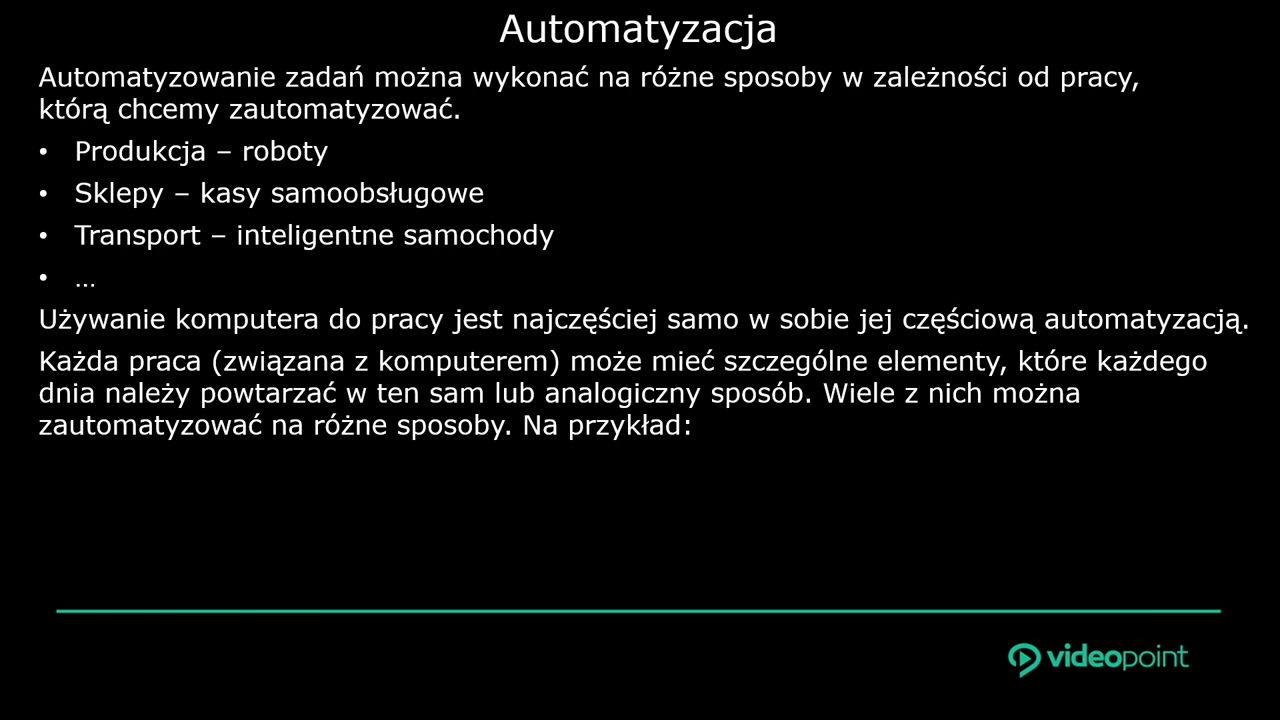 Automatyzacja
Automatyzowanie zadań można wykonać na różne sposoby w zależności od pracy,
którą chcemy zautomatyzować.
• Produkcja – roboty
• Sklepy – kasy samoobsługowe
• Transport – inteligentne samochody
• …
Używanie komputera do pracy jest najczęściej samo w sobie jej częściową automatyzacją.
Każda praca (związana z komputerem) może mieć szczególne elementy, które każdego
dnia należy powtarzać w ten sam lub analogiczny sposób. Wiele z nich można
zautomatyzować na różne sposoby. Na przykład:
videopoint